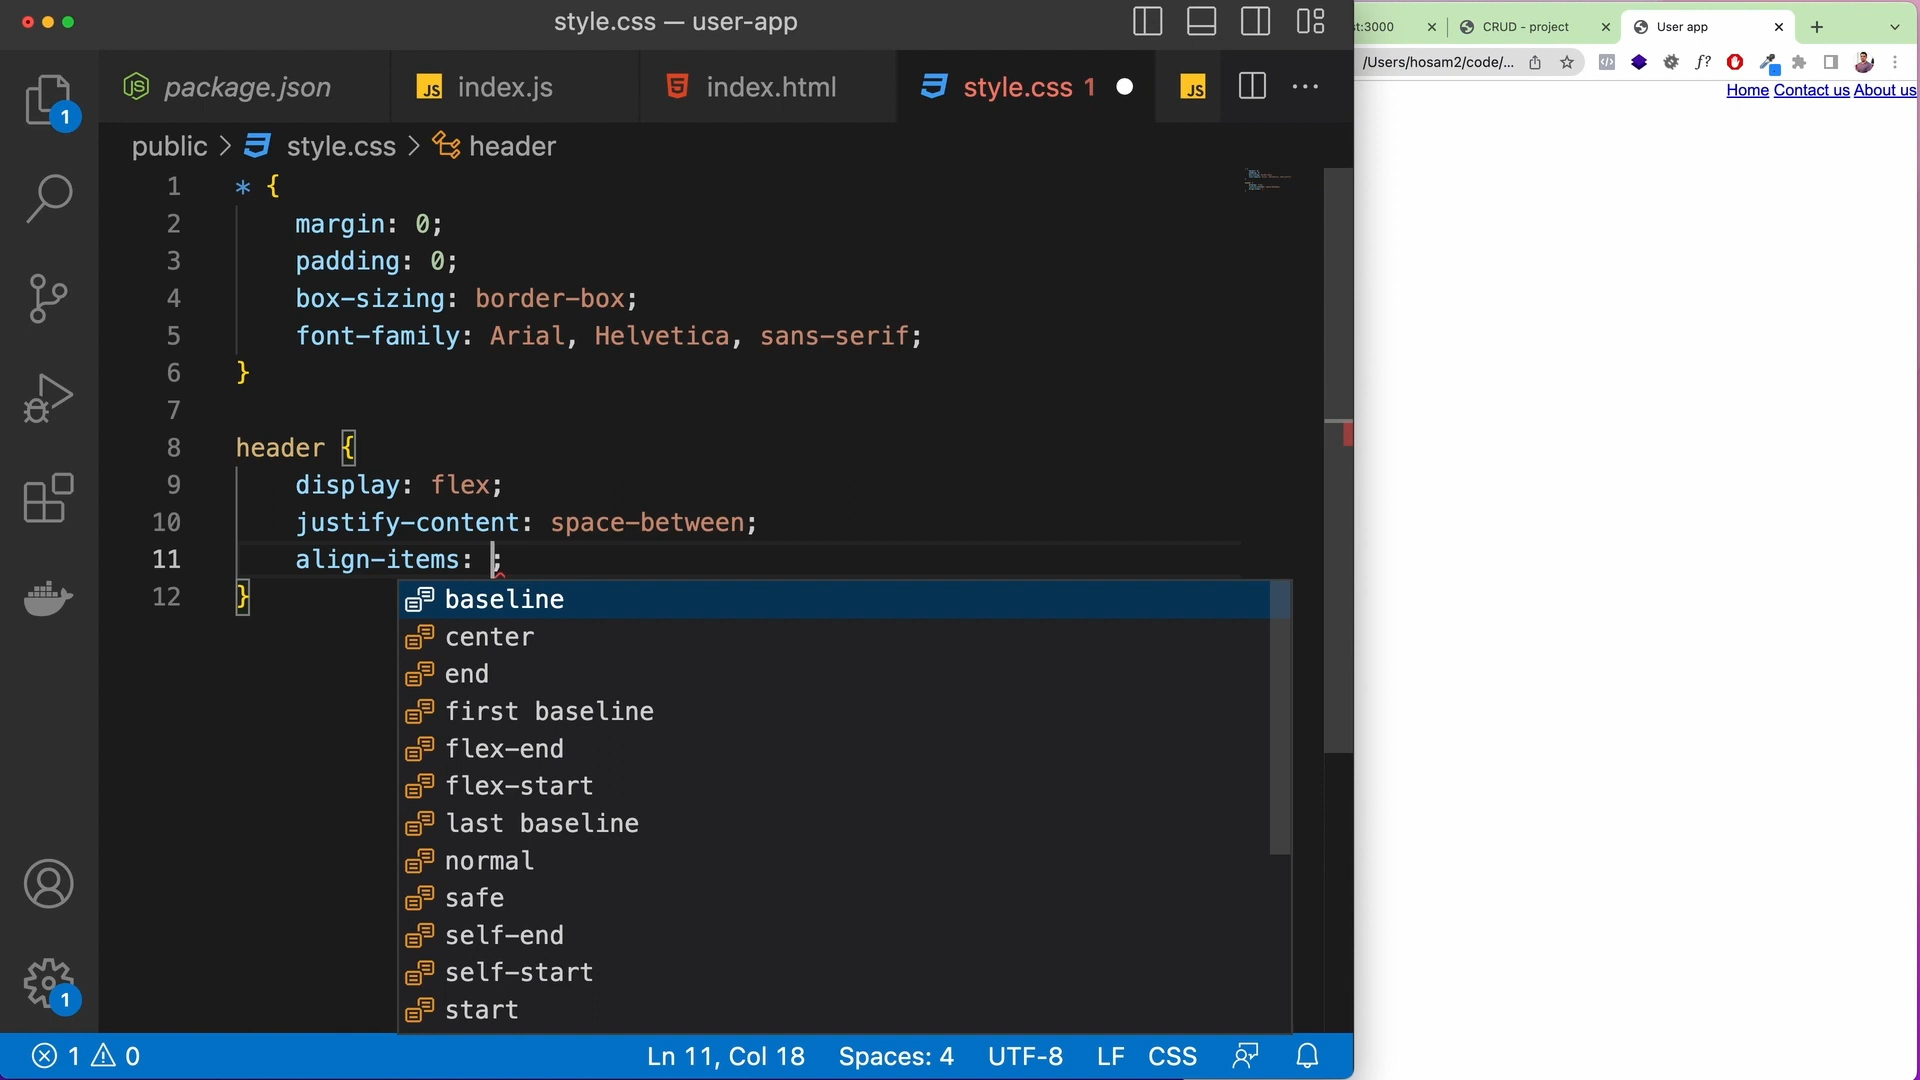 style.css — user-app
package.json
index.js
index.html
style.css 1
JS
public > style.css > header
1 * {
2 margin: 0;
3 padding: 0;
4 box-sizing: border-box;
5 font-family: Arial, Helvetica, sans-serif;
6 }
7
8 header {
9 display: flex;
10 justify-content: space-between;
11 align-items: ;
12 }
baseline
center
end
first baseline
flex-end
flex-start
last baseline
normal
safe
self-end
self-start
start
1
1
1 0
Ln 11, Col 18 Spaces: 4 UTF-8 LF CSS
st:3000
CRUD - project
User app
/Users/hosam2/code/...
f?
Home Contact us About us